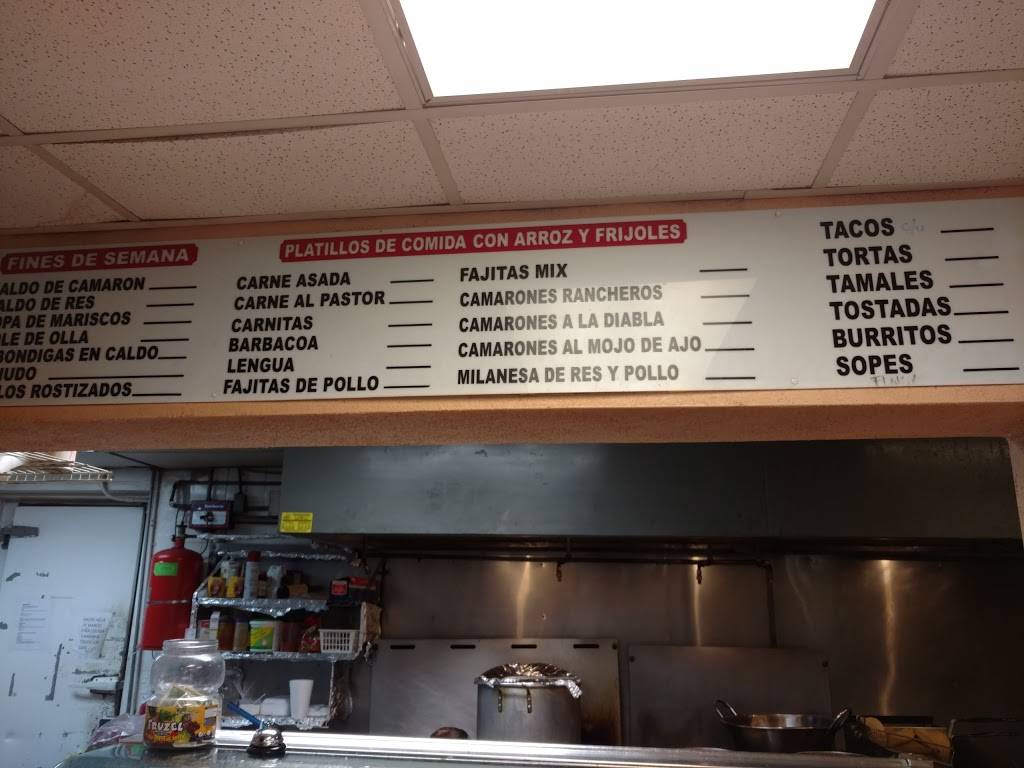 FINES DE SEMANA
ALDO DE CAMARON
ALDO DE RES
OPA DE MARISCOS
OLE DE OLLA
BONDIGAS EN CALDO
NUDO
LOS ROSTIZADOS
PLATILLOS DE COMIDA CON ARROZ Y FRIJOLES
CARNE ASADA
CARNE AL PASTOR
CARNITAS
BARBACOA
LENGUA
FAJITAS DE POLLO
FAJITAS MIX
CAMARONES RANCHEROS
CAMARONES A LA DIABLA
CAMARONES AL MOJO DE AJO
MILANESA DE RES Y POLLO
TACOS c/u
TORTAS
TAMALES
TOSTADAS
BURRITOS
SOPES